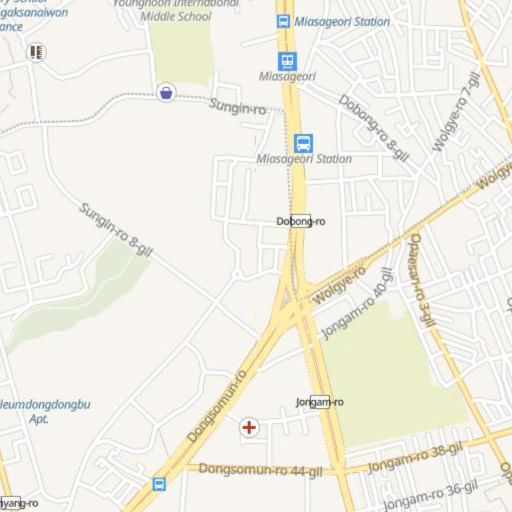 Younghoon International
Middle School
Miasageori Station
Miasageori
Sungin-ro
Dobong-ro 8-gil
Wolgye-ro 7-gil
Miasageori Station
Sungin-ro 8-gil
Dobong-ro
Wolgye-ro
Opaesan-ro 3-gil
Jongam-ro 40-gil
Dongsomun-ro
Apt.
Jongam-ro
Jongam-ro 38-gil
Dongsomun-ro 44-gil
Jongam-ro 36-gil